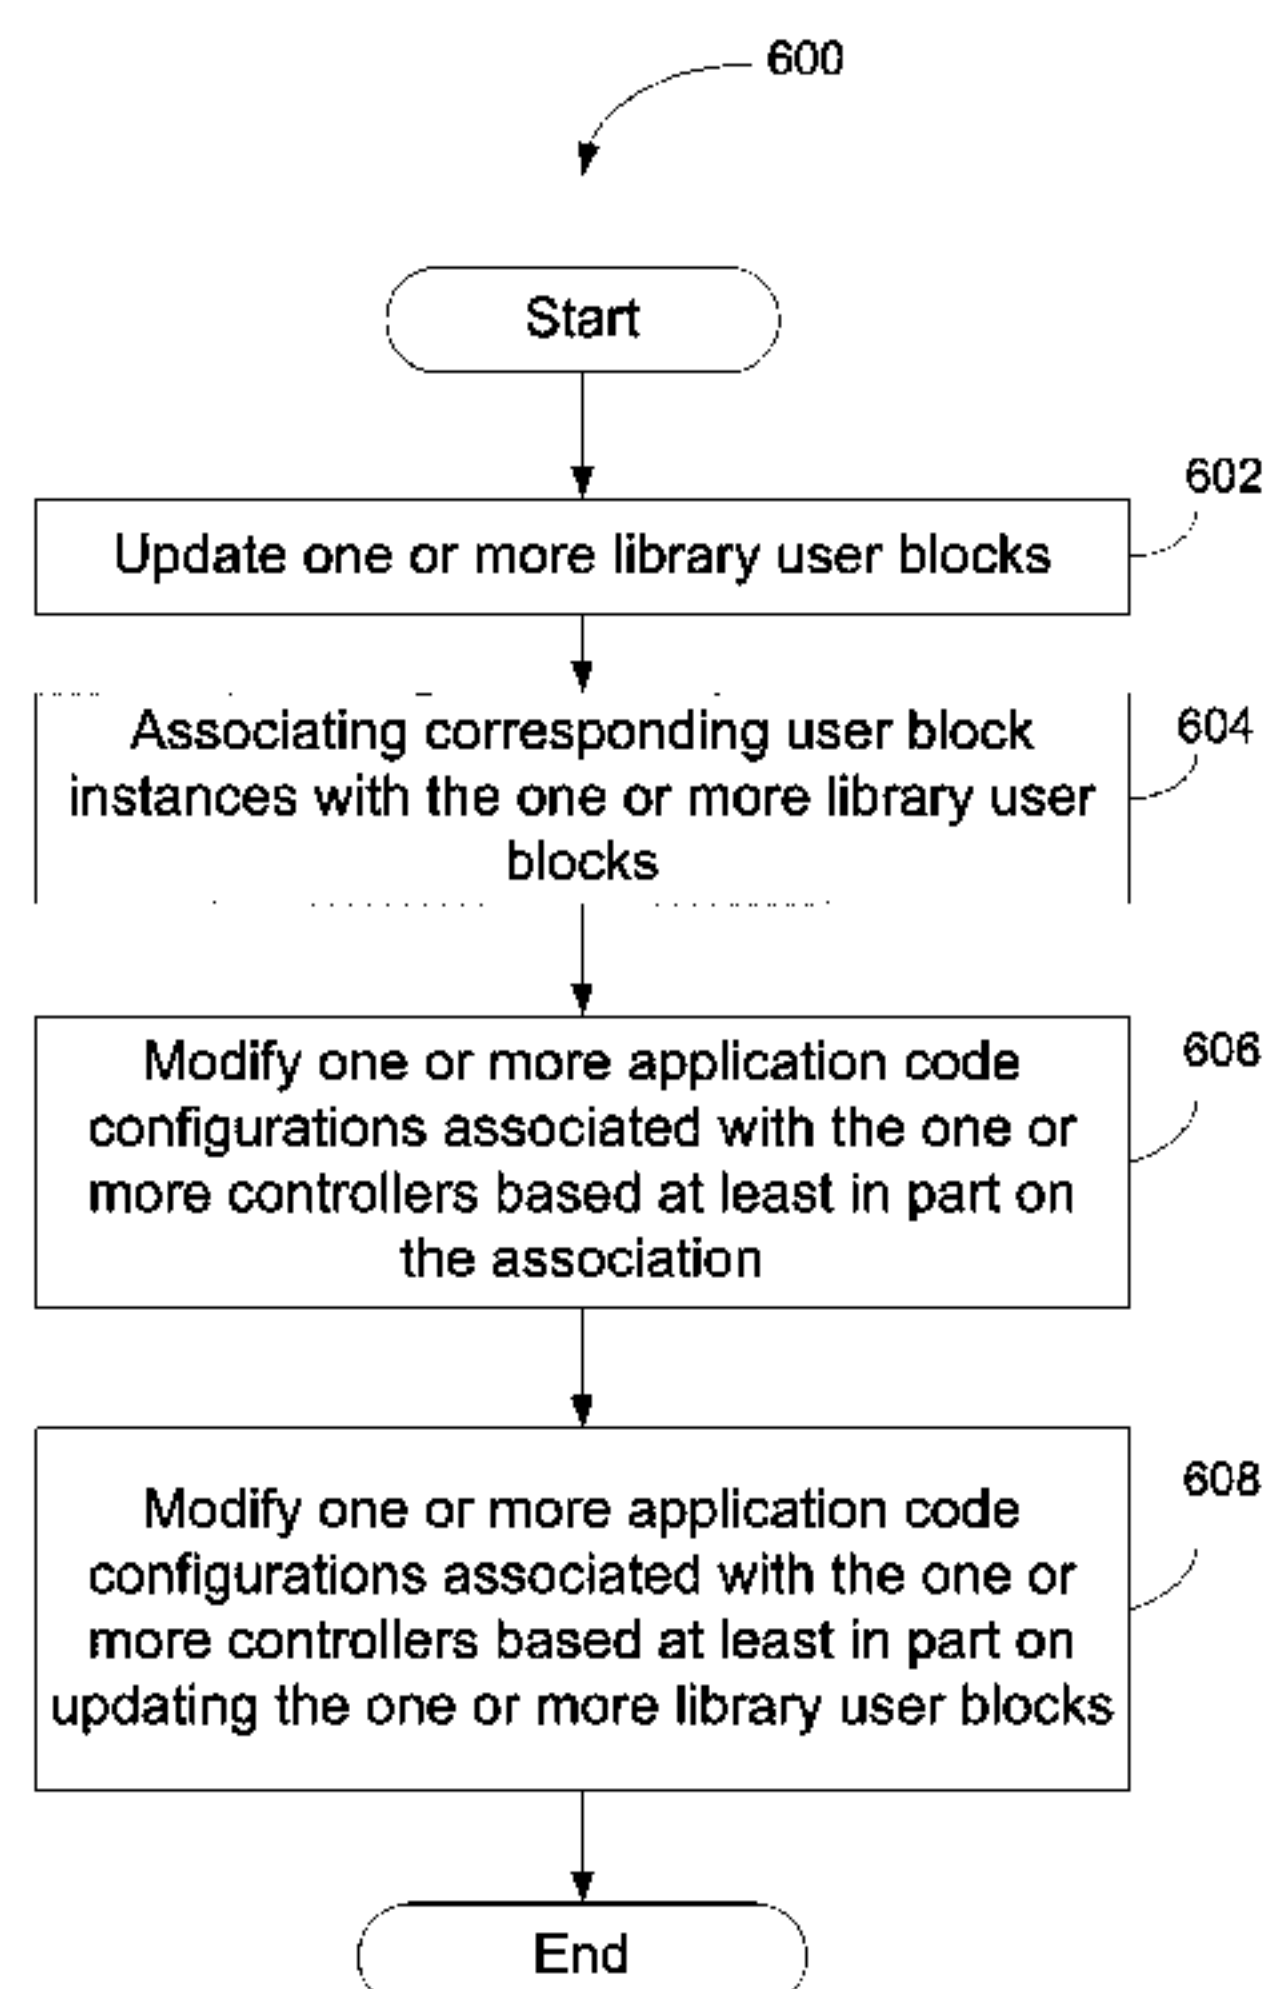 600
Start
602
Update one or more library user blocks
604
Associating corresponding user block
instances with the one or more library user
blocks
606
Modify one or more application code
configurations associated with the one or
more controllers based at least in part on
the association
608
Modify one or more application code
configurations associated with the one or
more controllers based at least in part on
updating the one or more library user blocks
End